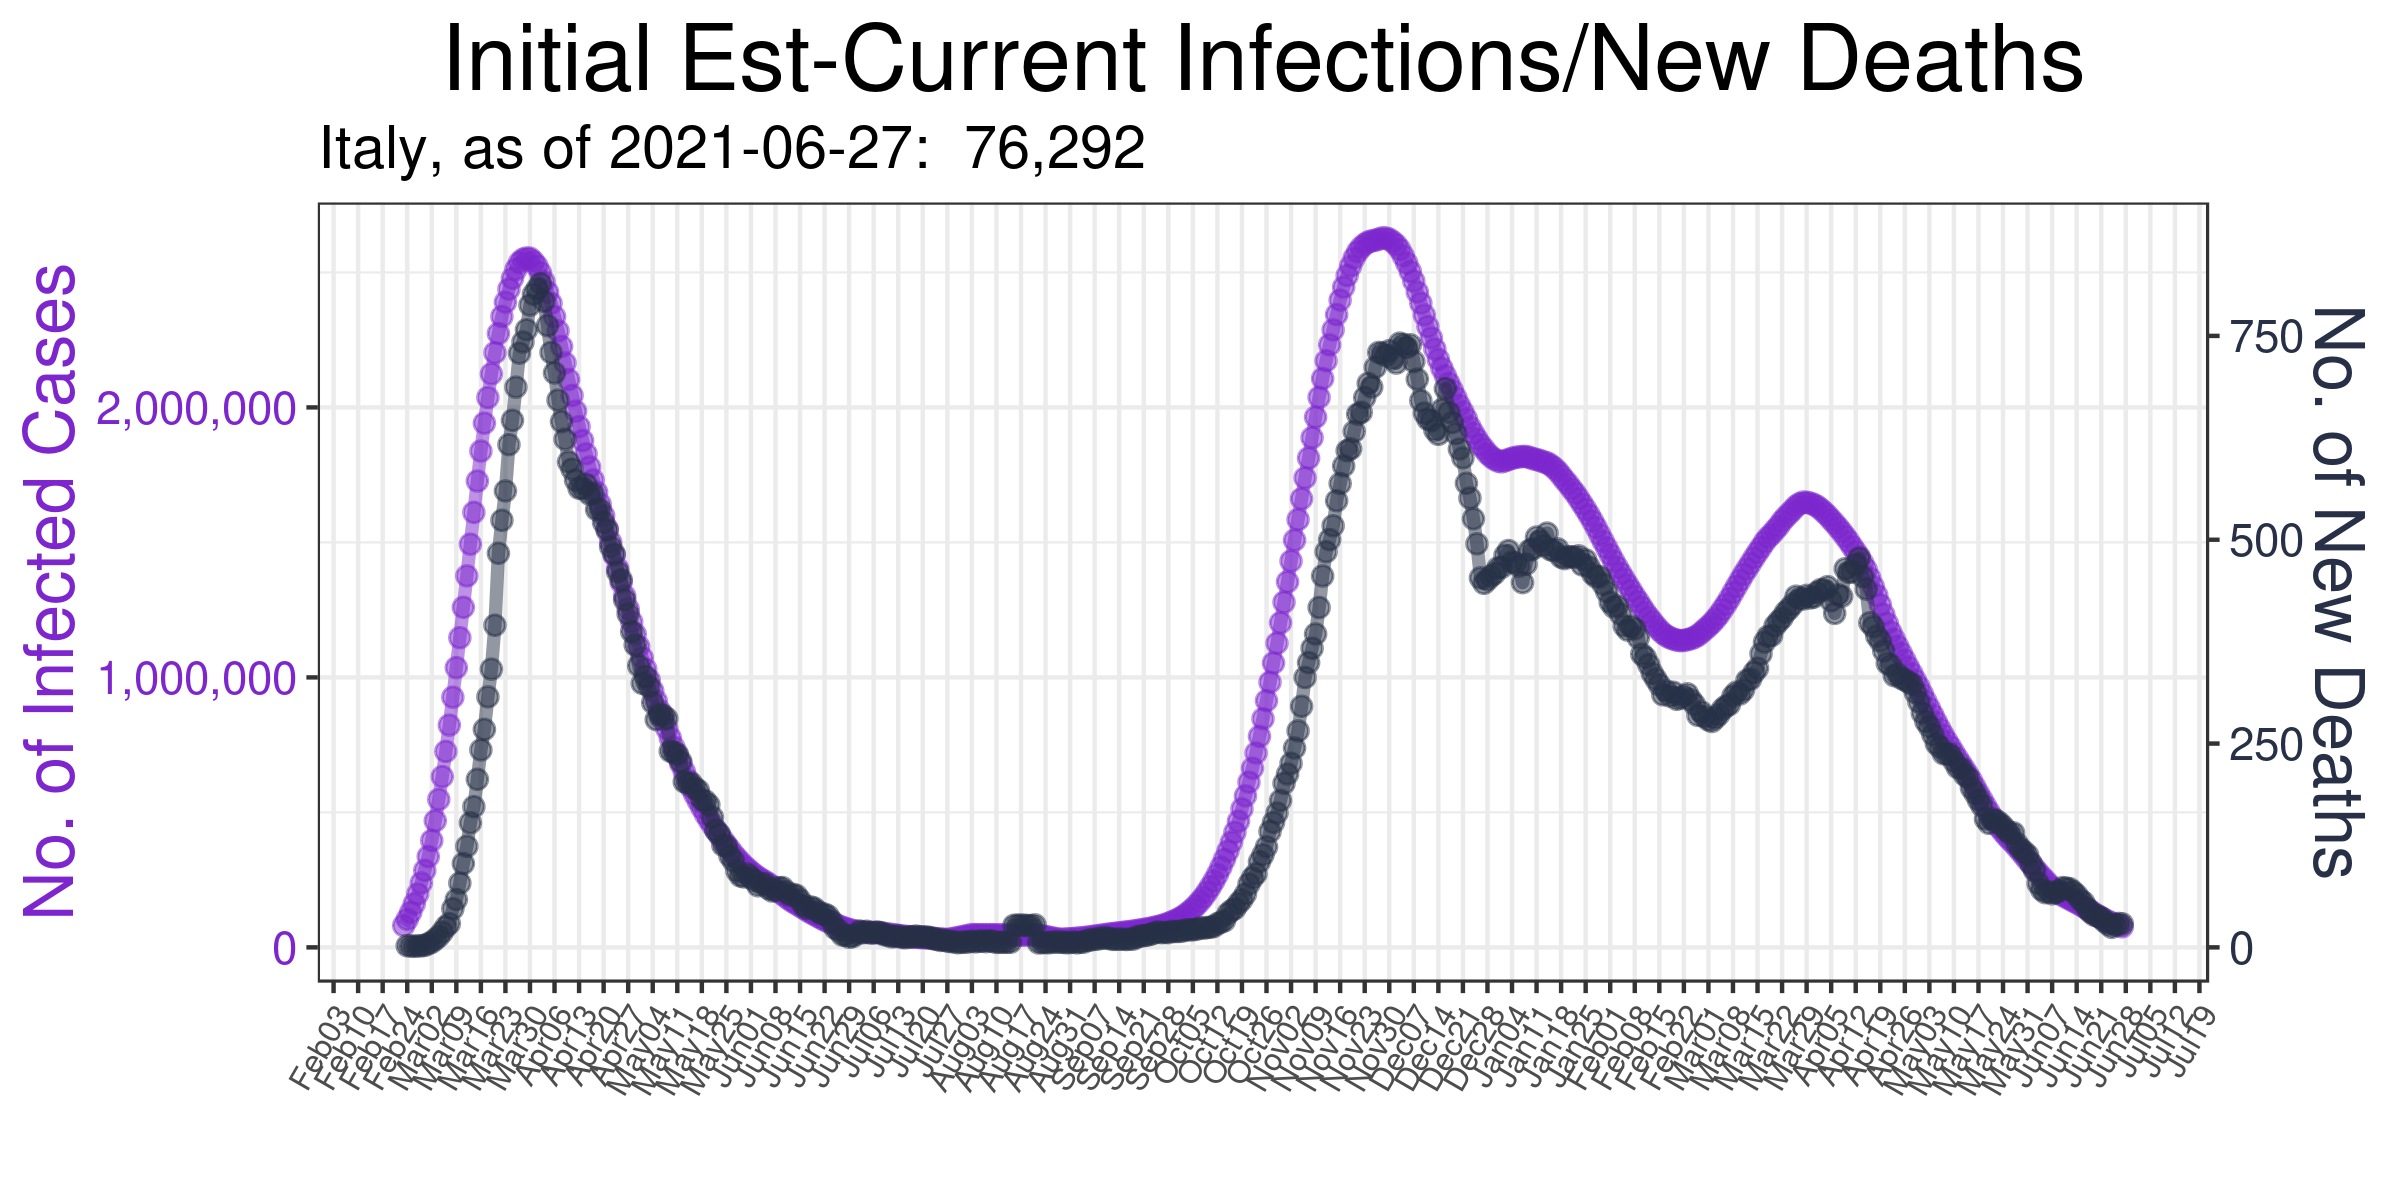 Initial Est-Current Infections/New Deaths
Italy, as of 2021-06-27:  76,292
No. of Infected Cases
2,000,000
1,000,000
0
750
500
250
0
No. of New Deaths
Feb03
Feb10
Feb17
Feb24
Mar02
Mar09
Mar16
Mar23
Mar30
Apr06
Apr13
Apr20
Apr27
May04
May11
May18
May25
Jun01
Jun08
Jun15
Jun22
Jun29
Jul06
Jul13
Jul20
Jul27
Aug03
Aug10
Aug17
Aug24
Aug31
Sep07
Sep14
Sep21
Sep28
Oct05
Oct12
Oct19
Oct26
Nov02
Nov09
Nov16
Nov23
Nov30
Dec07
Dec14
Dec21
Dec28
Jan04
Jan11
Jan18
Jan25
Feb01
Feb08
Feb15
Feb22
Mar01
Mar08
Mar15
Mar22
Mar29
Apr05
Apr12
Apr19
Apr26
May03
May10
May17
May24
May31
Jun07
Jun14
Jun21
Jun28
Jul05
Jul12
Jul19